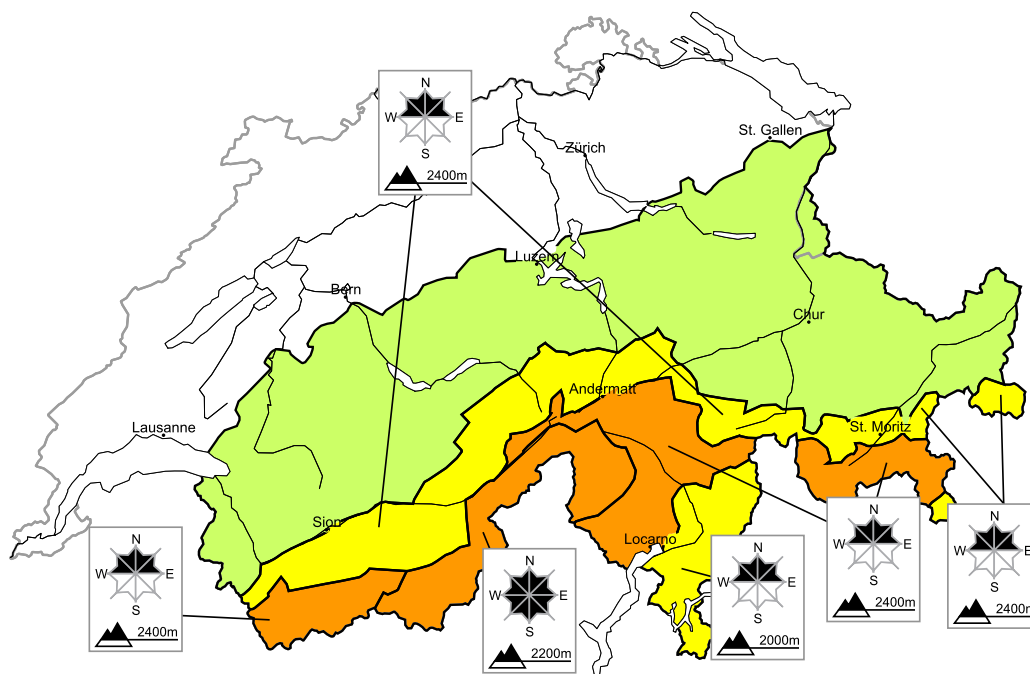 N
W E
S
2400m
St. Gallen
Zürich
Luzern
Bern
Chur
Andermatt
Lausanne
St. Moritz
Sion
Locarno
N
W E
S
2400m
N
W E
S
2200m
N
W E
S
2000m
N
W E
S
2400m
N
W E
S
2400m